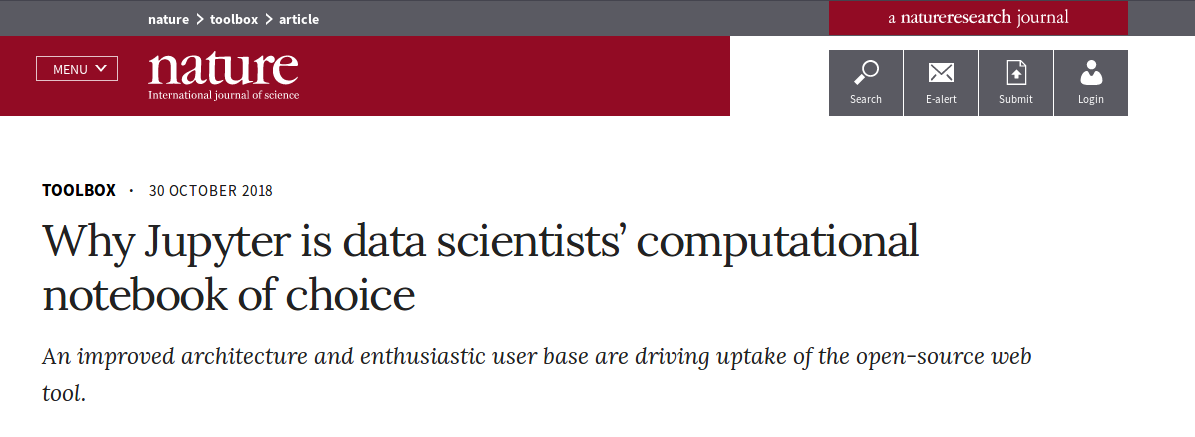 nature > toolbox > article
a natureresearch journal
MENU
nature
International journal of science
Search
E-alert
Submit
Login
TOOLBOX · 30 OCTOBER 2018
Why Jupyter is data scientists’ computational
notebook of choice
An improved architecture and enthusiastic user base are driving uptake of the open-source web
tool.